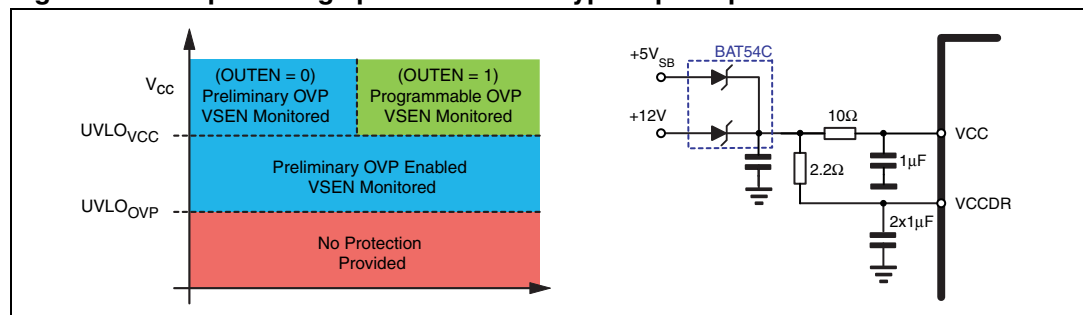 V_CC
(OUTEN = 0)
Preliminary OVP
VSEN Monitored
(OUTEN = 1)
Programmable OVP
VSEN Monitored
UVLO_VCC
Preliminary OVP Enabled
VSEN Monitored
UVLO_OVP
No Protection
Provided
BAT54C
+5V_SB
+12V
10Ω
VCC
2.2Ω
1μF
VCCDR
2x1μF